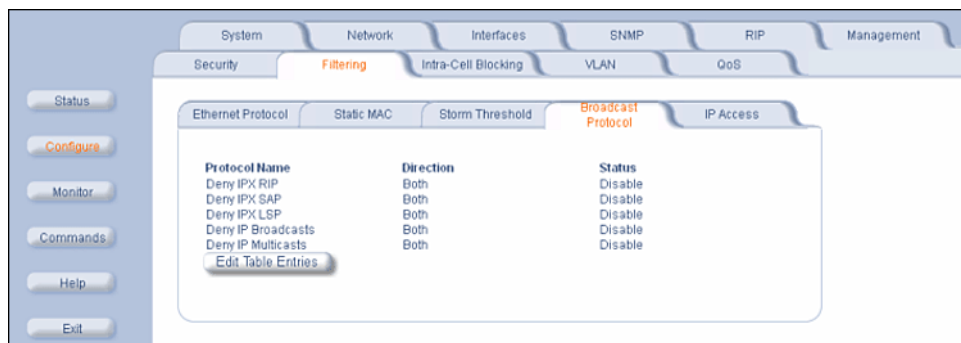 System Network Interfaces SNMP RIP Management
Security Filtering Intra-Cell Blocking VLAN QoS
Status
Configure
Monitor
Commands
Help
Exit
Ethernet Protocol Static MAC Storm Threshold Broadcast Protocol IP Access
Protocol Name Direction Status
Deny IPX RIP Both Disable
Deny IPX SAP Both Disable
Deny IPX LSP Both Disable
Deny IP Broadcasts Both Disable
Deny IP Multicasts Both Disable
Edit Table Entries